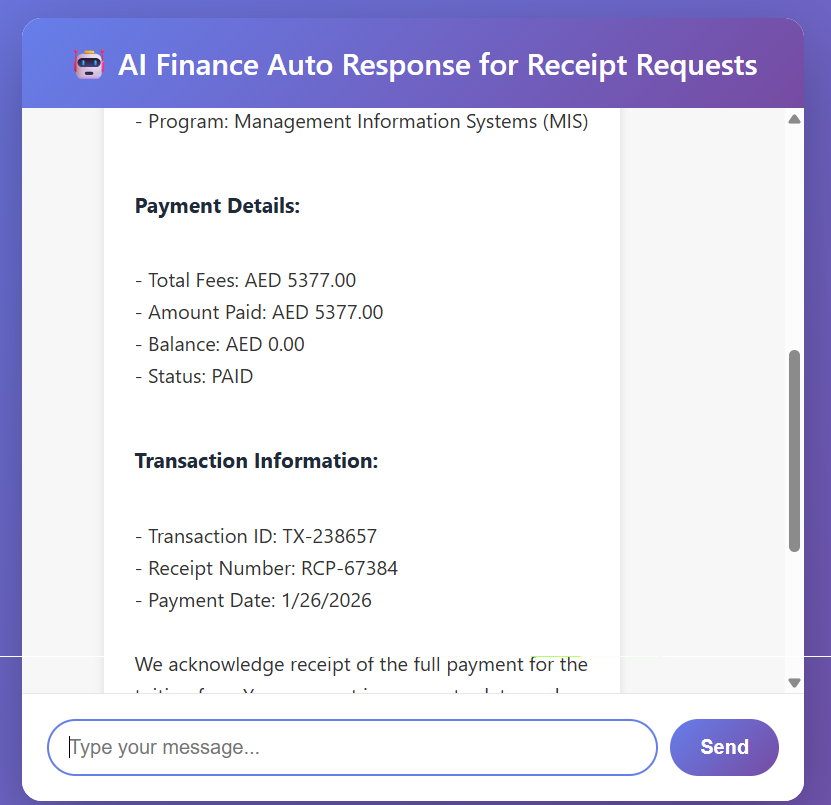 AI Finance Auto Response for Receipt Requests
- Program: Management Information Systems (MIS)
Payment Details:
- Total Fees: AED 5377.00
- Amount Paid: AED 5377.00
- Balance: AED 0.00
- Status: PAID
Transaction Information:
- Transaction ID: TX-238657
- Receipt Number: RCP-67384
- Payment Date: 1/26/2026
We acknowledge receipt of the full payment for the
Type your message...
Send